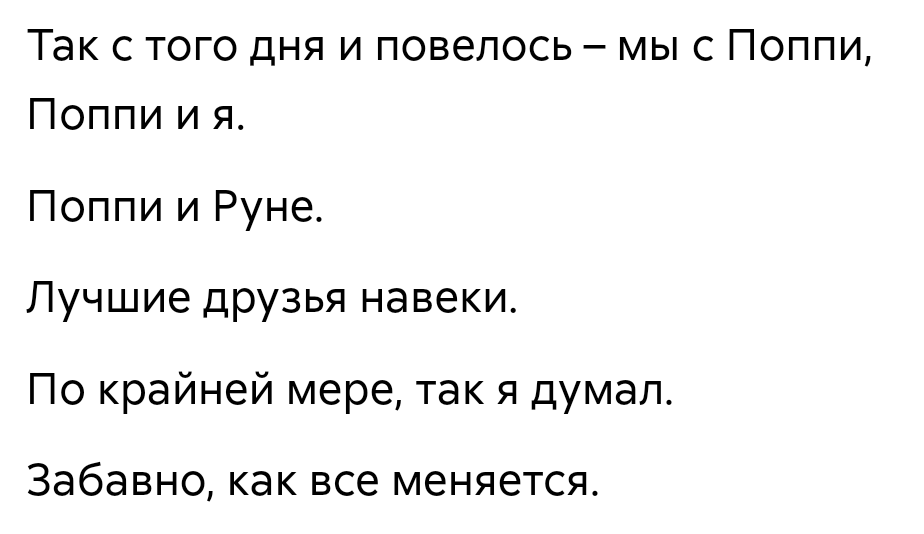 Так с того дня и повелось – мы с Поппи,
Поппи и я.
Поппи и Руне.
Лучшие друзья навеки.
По крайней мере, так я думал.
Забавно, как все меняется.